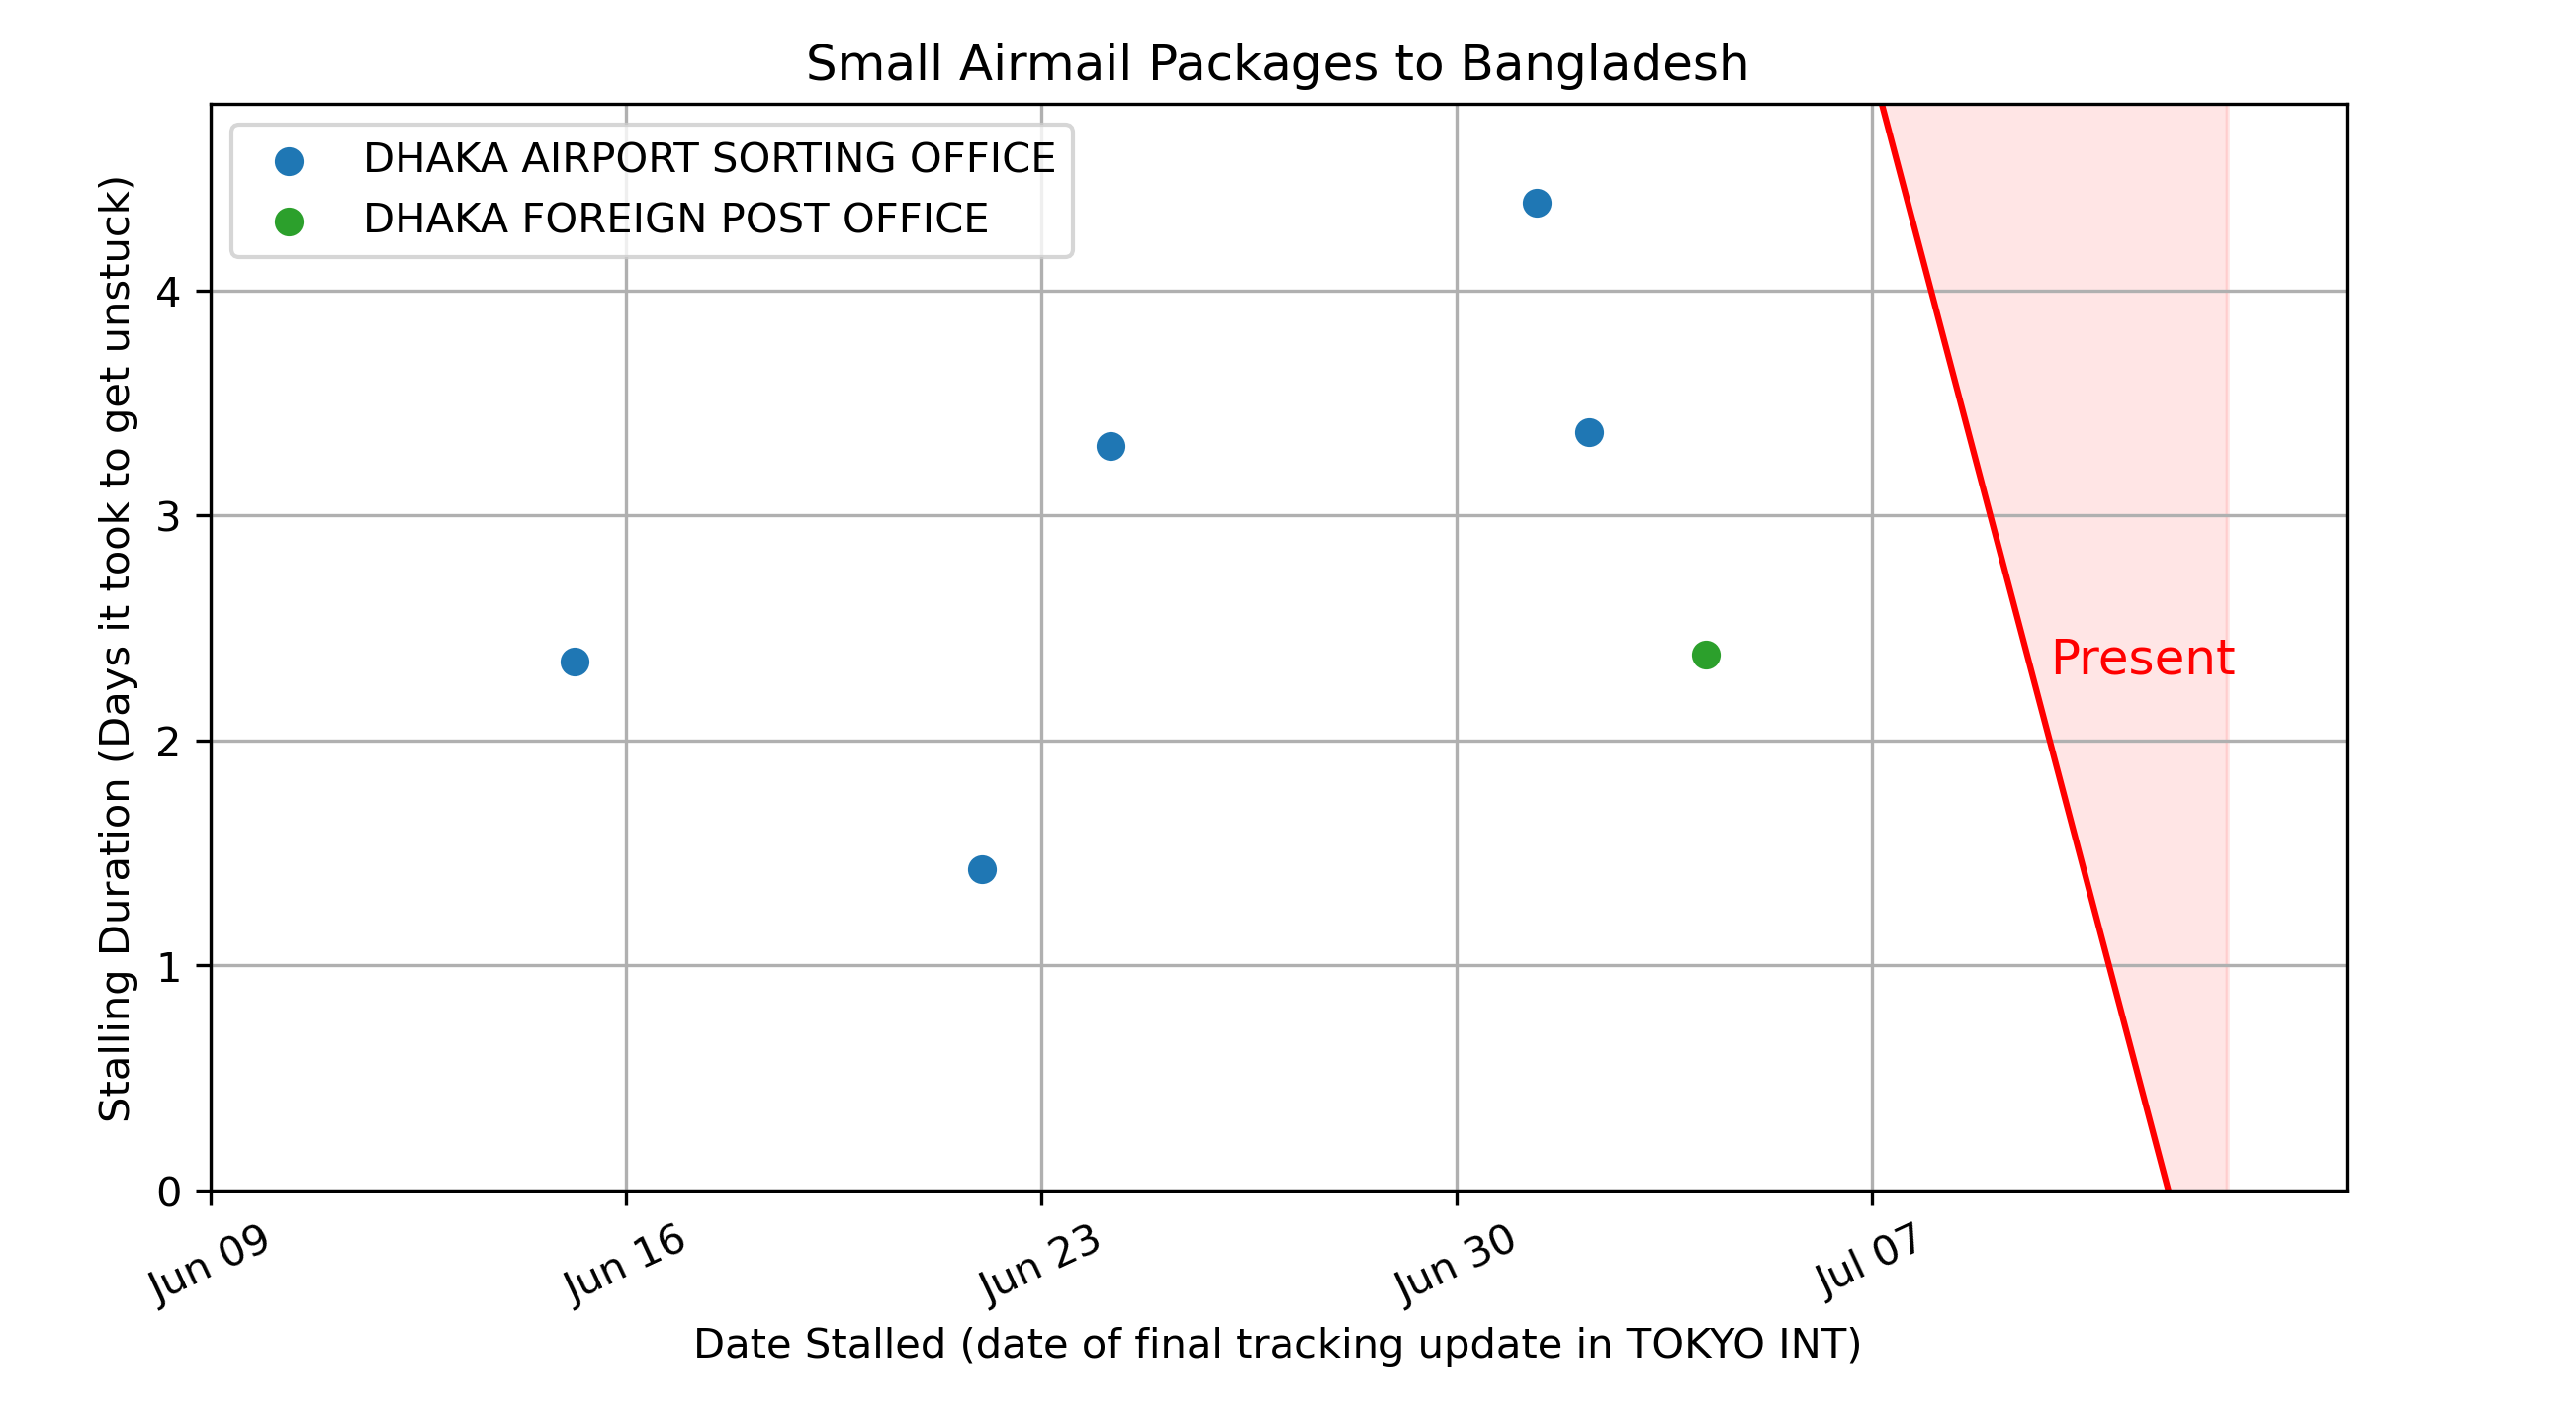 Small Airmail Packages to Bangladesh
DHAKA AIRPORT SORTING OFFICE
DHAKA FOREIGN POST OFFICE
Stalling Duration (Days it took to get unstuck)
4
3
2
1
0
Present
Jun 09
Jun 16
Jun 23
Jun 30
Jul 07
Date Stalled (date of final tracking update in TOKYO INT)